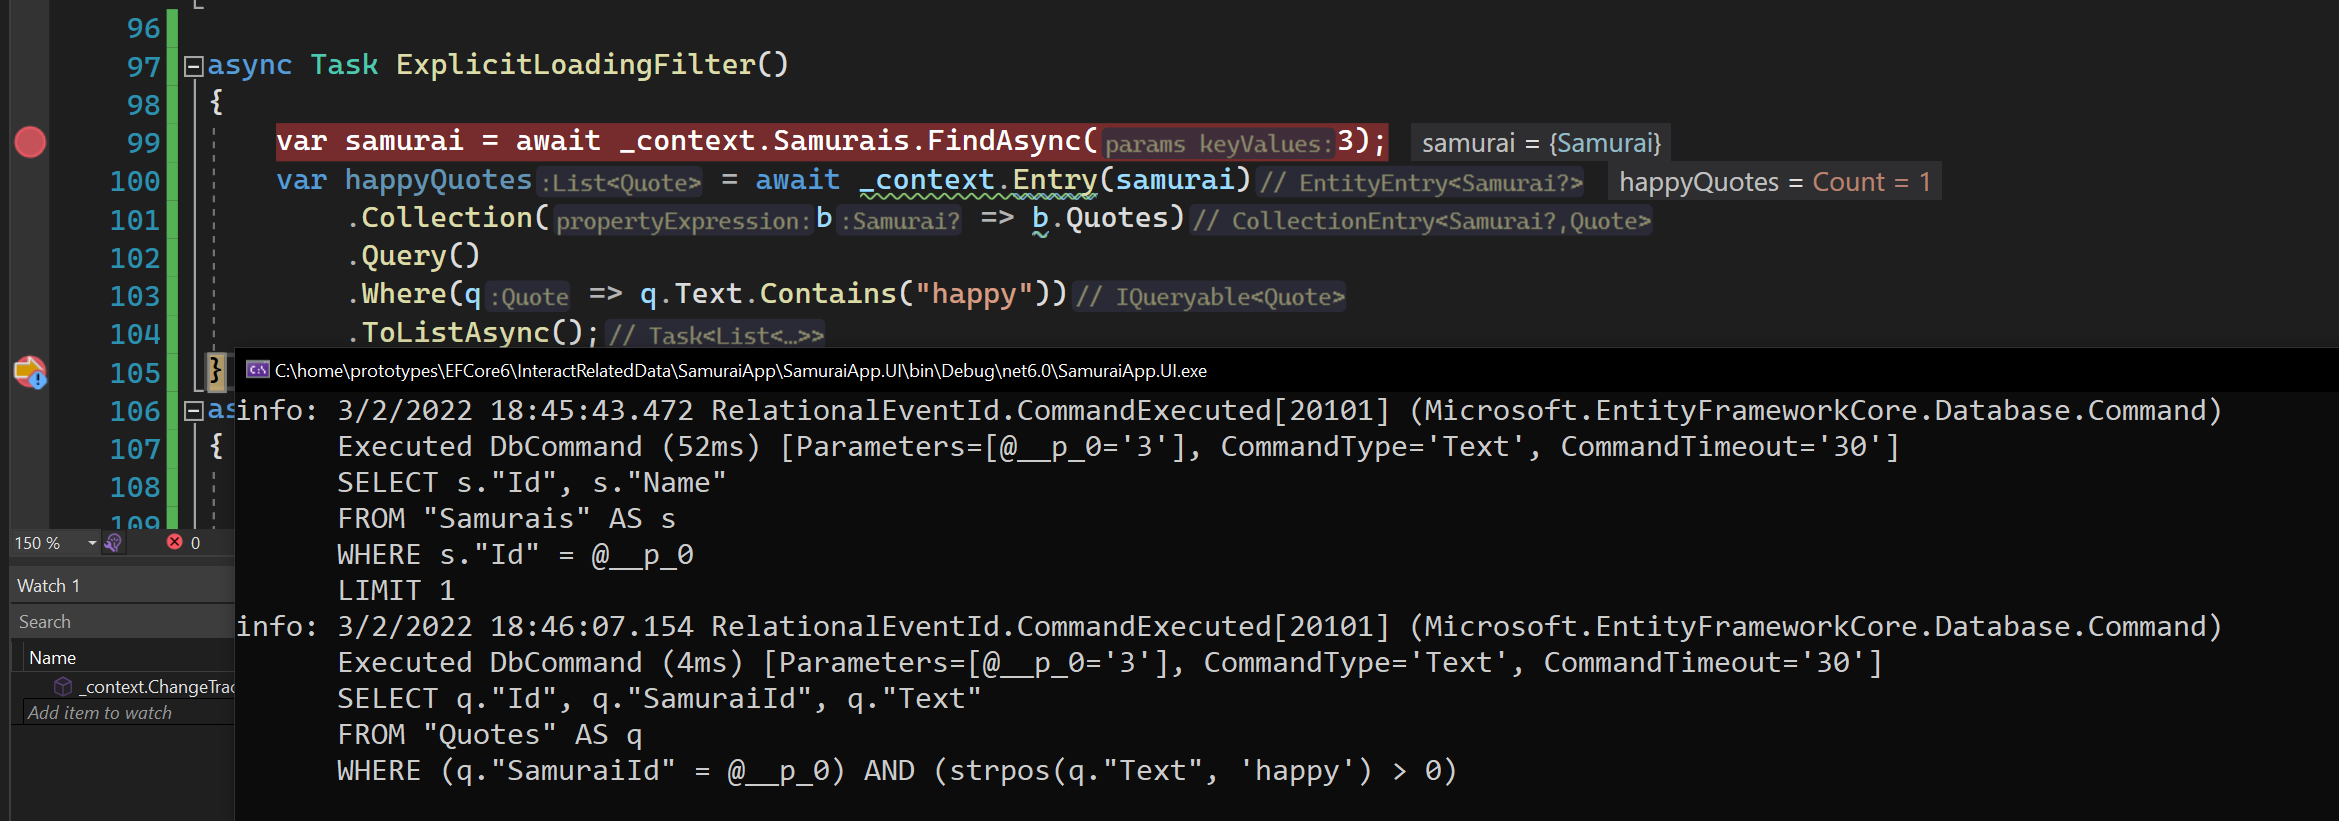 96
97 async Task ExplicitLoadingFilter()
98 {
99 var samurai = await _context.Samurais.FindAsync(params keyValues:3); samurai = {Samurai}
100 var happyQuotes:List<Quote> = await _context.Entry(samurai)// EntityEntry<Samurai?> happyQuotes = Count = 1
101 .Collection(propertyExpression:b:Samurai? => b.Quotes)// CollectionEntry<Samurai?,Quote>
102 .Query()
103 .Where(q:Quote => q.Text.Contains("happy"))// IQueryable<Quote>
104 .ToListAsync();// Task<List<…>>
105 }
C:\home\prototypes\EFCore6\InteractRelatedData\SamuraiApp\SamuraiApp.UI\bin\Debug\net6.0\SamuraiApp.UI.exe
106 as
107 {
108
109
150 % 0
Watch 1
Search
Name
_context.ChangeTrac
Add item to watch
info: 3/2/2022 18:45:43.472 RelationalEventId.CommandExecuted[20101] (Microsoft.EntityFrameworkCore.Database.Command)
Executed DbCommand (52ms) [Parameters=[@__p_0='3'], CommandType='Text', CommandTimeout='30']
SELECT s."Id", s."Name"
FROM "Samurais" AS s
WHERE s."Id" = @__p_0
LIMIT 1
info: 3/2/2022 18:46:07.154 RelationalEventId.CommandExecuted[20101] (Microsoft.EntityFrameworkCore.Database.Command)
Executed DbCommand (4ms) [Parameters=[@__p_0='3'], CommandType='Text', CommandTimeout='30']
SELECT q."Id", q."SamuraiId", q."Text"
FROM "Quotes" AS q
WHERE (q."SamuraiId" = @__p_0) AND (strpos(q."Text", 'happy') > 0)